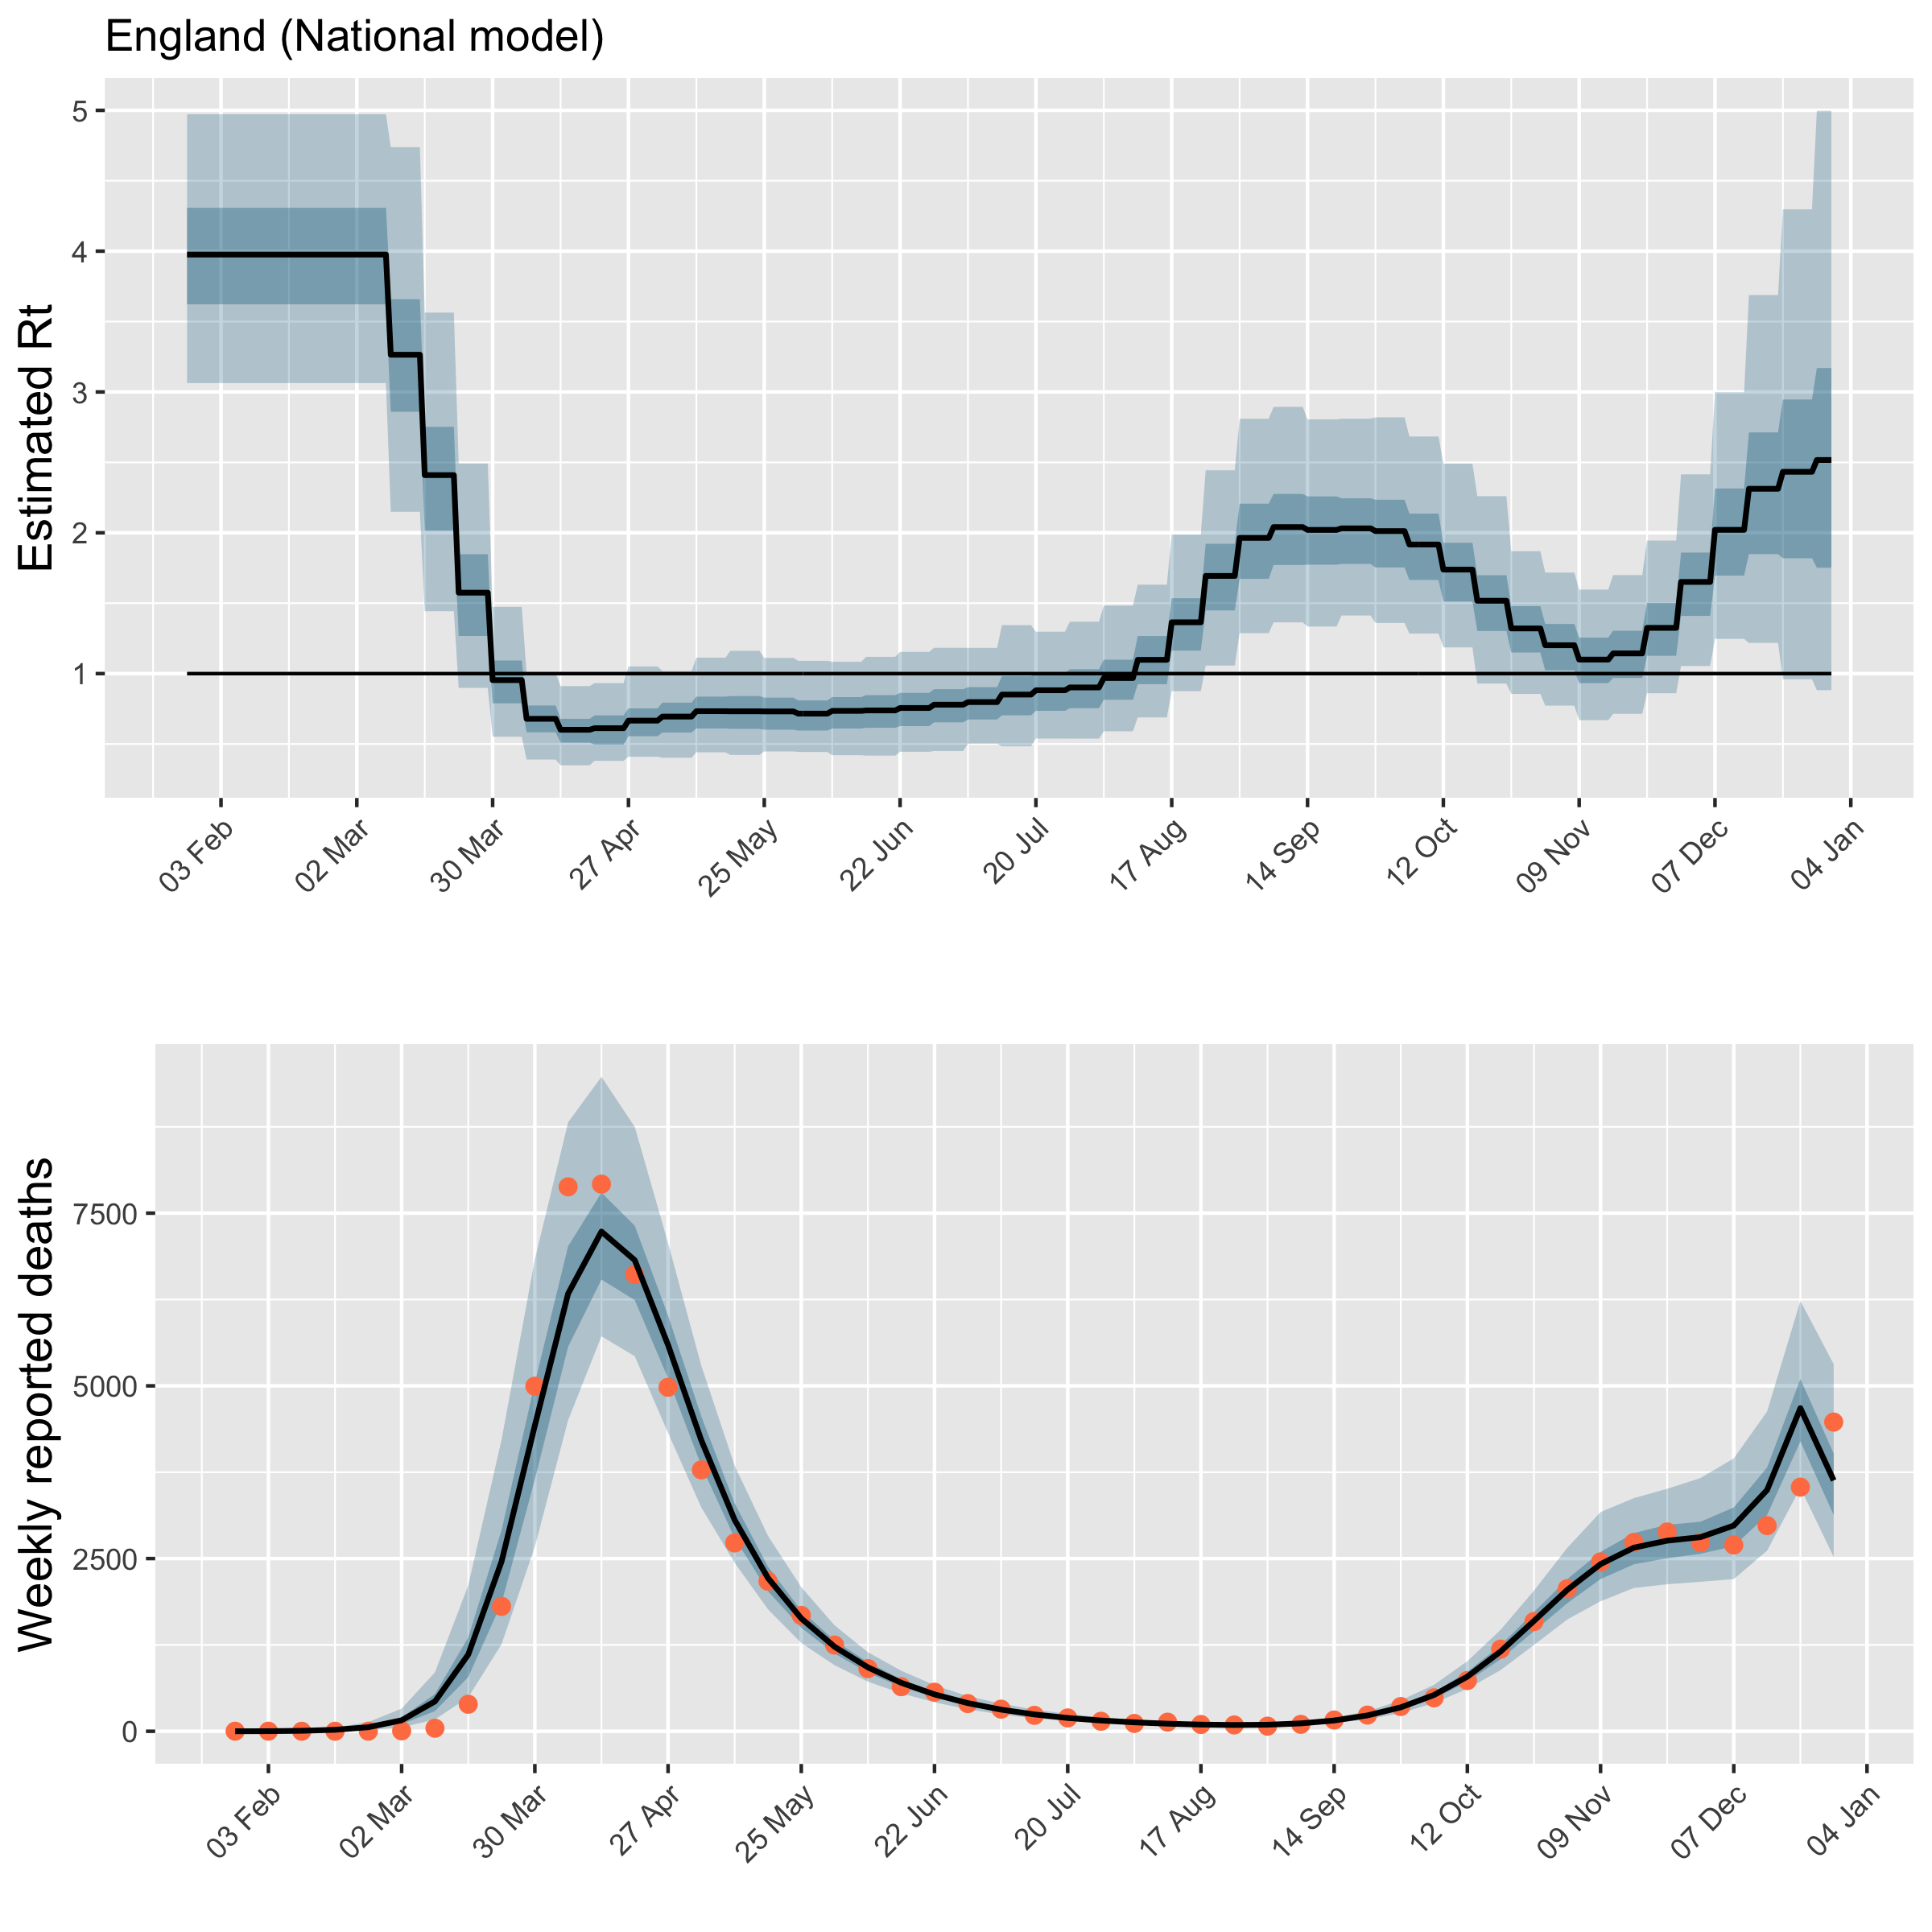 England (National model)
Estimated Rt
5
4
3
2
1
03 Feb
02 Mar
30 Mar
27 Apr
25 May
22 Jun
20 Jul
17 Aug
14 Sep
12 Oct
09 Nov
07 Dec
04 Jan
Weekly reported deaths
7500
5000
2500
0
03 Feb
02 Mar
30 Mar
27 Apr
25 May
22 Jun
20 Jul
17 Aug
14 Sep
12 Oct
09 Nov
07 Dec
04 Jan